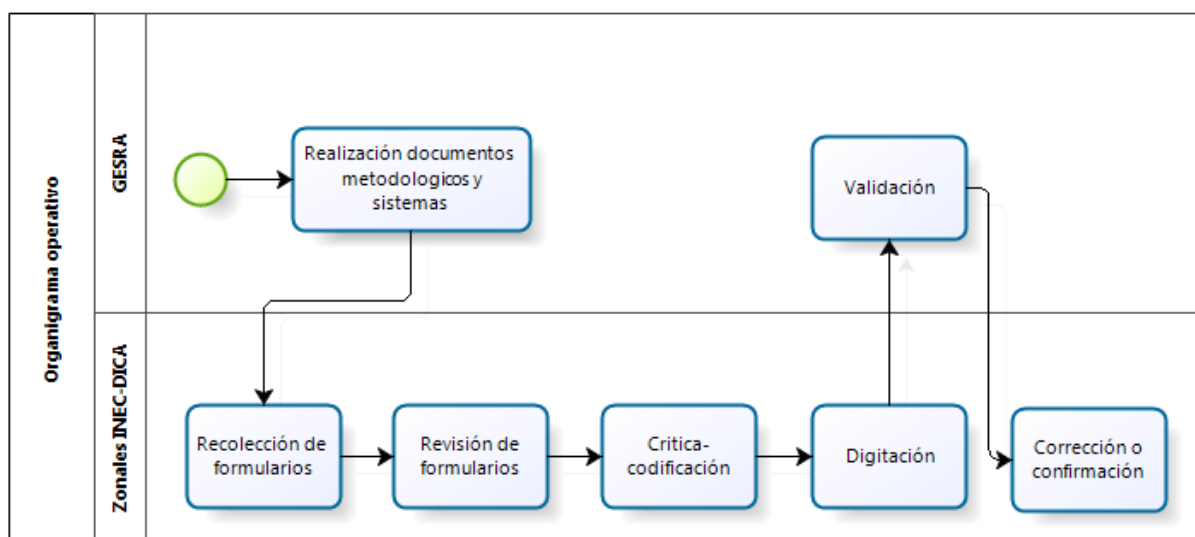 Organigrama operativo
GESRA
Realización documentos
metodologicos y
sistemas
Validación
Zonales INEC-DICA
Recolección de
formularios
Revisión de
formularios
Critica-
codificación
Digitación
Corrección o
confirmación